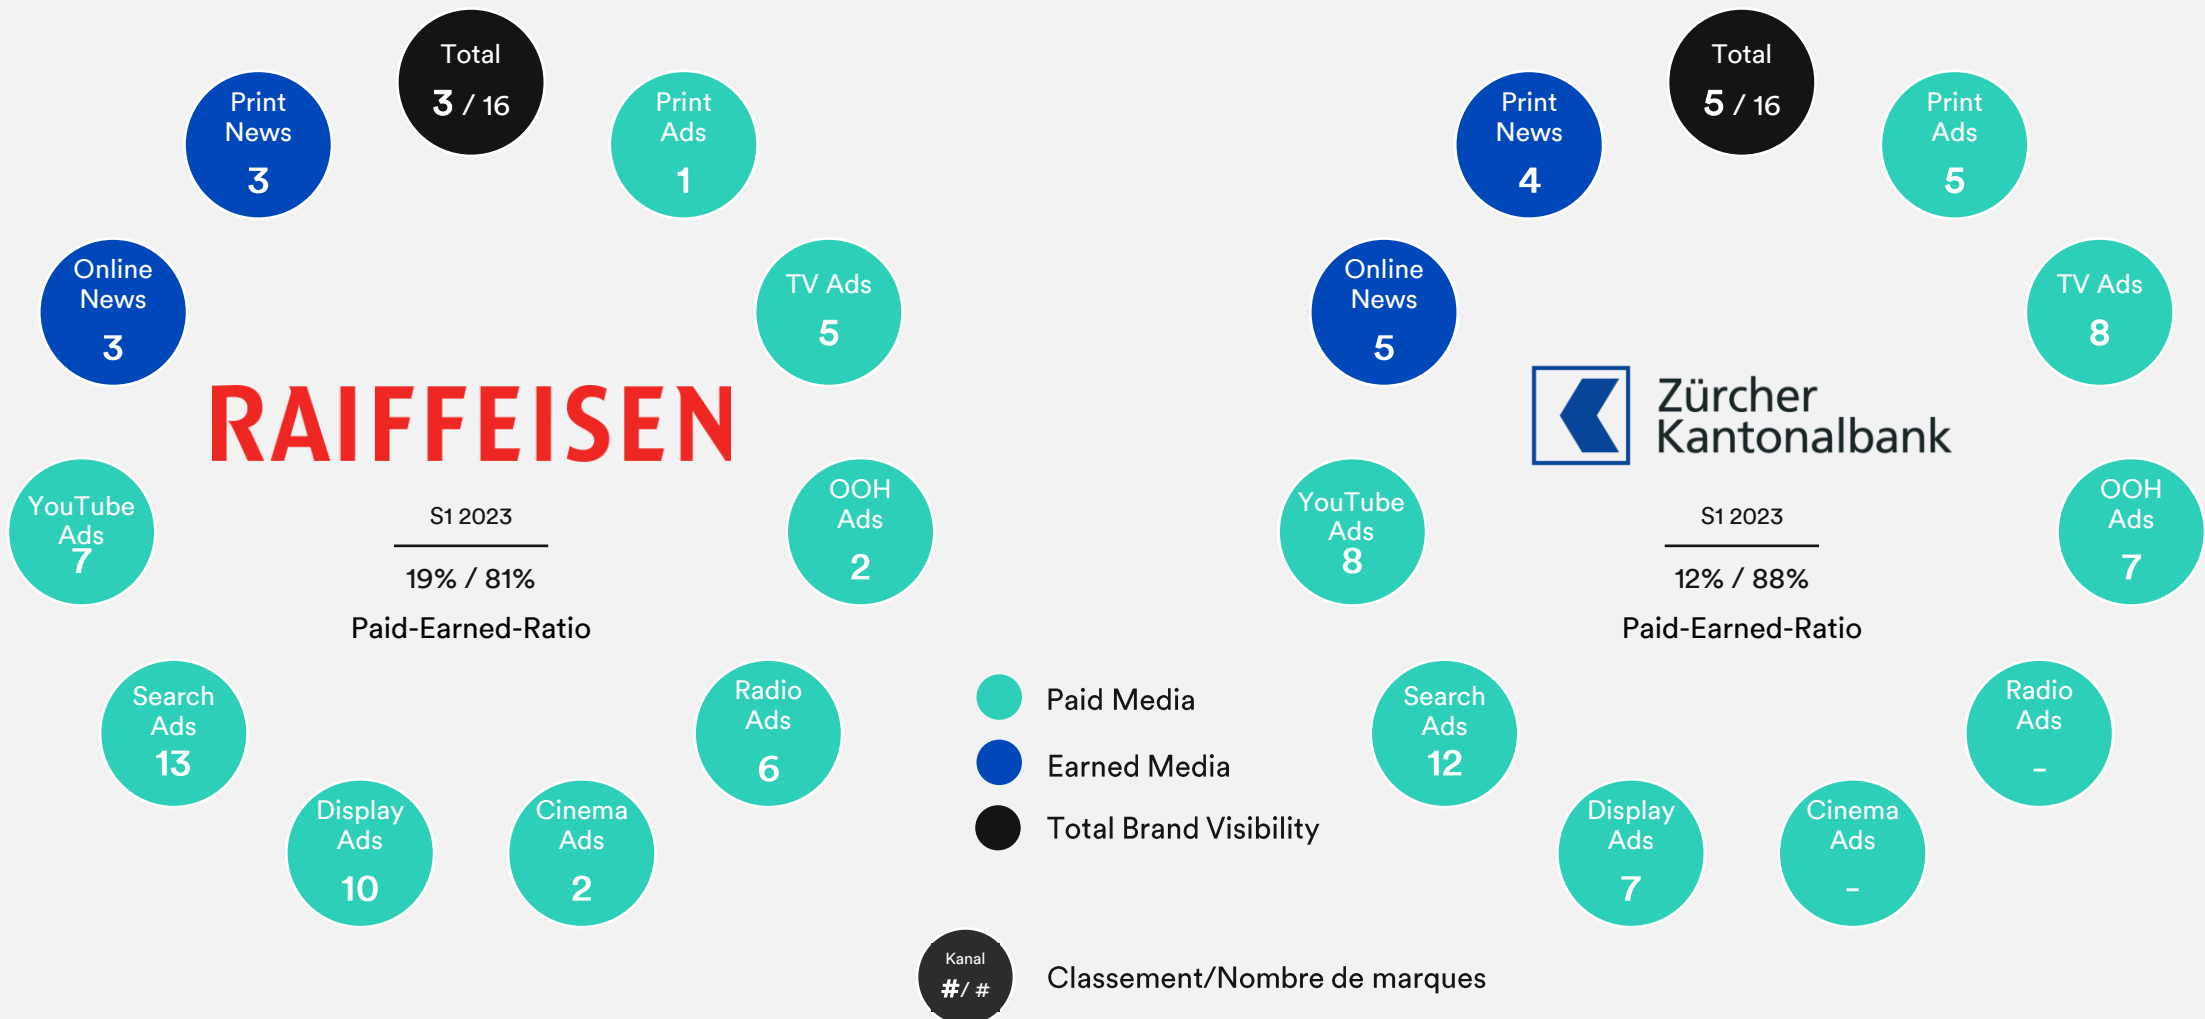 Total
3 / 16
Print
News
3
Print
Ads
1
Online
News
3
TV Ads
5
RAIFFEISEN
YouTube
Ads
7
S1 2023
19% / 81%
Paid-Earned-Ratio
OOH
Ads
2
Search
Ads
13
Radio
Ads
6
Display
Ads
10
Cinema
Ads
2
Paid Media
Earned Media
Total Brand Visibility
Kanal
#/ #
Classement/Nombre de marques
Total
5 / 16
Print
News
4
Print
Ads
5
Online
News
5
TV Ads
8
Zürcher
Kantonalbank
YouTube
Ads
8
S1 2023
12% / 88%
Paid-Earned-Ratio
OOH
Ads
7
Search
Ads
12
Radio
Ads
-
Display
Ads
7
Cinema
Ads
-